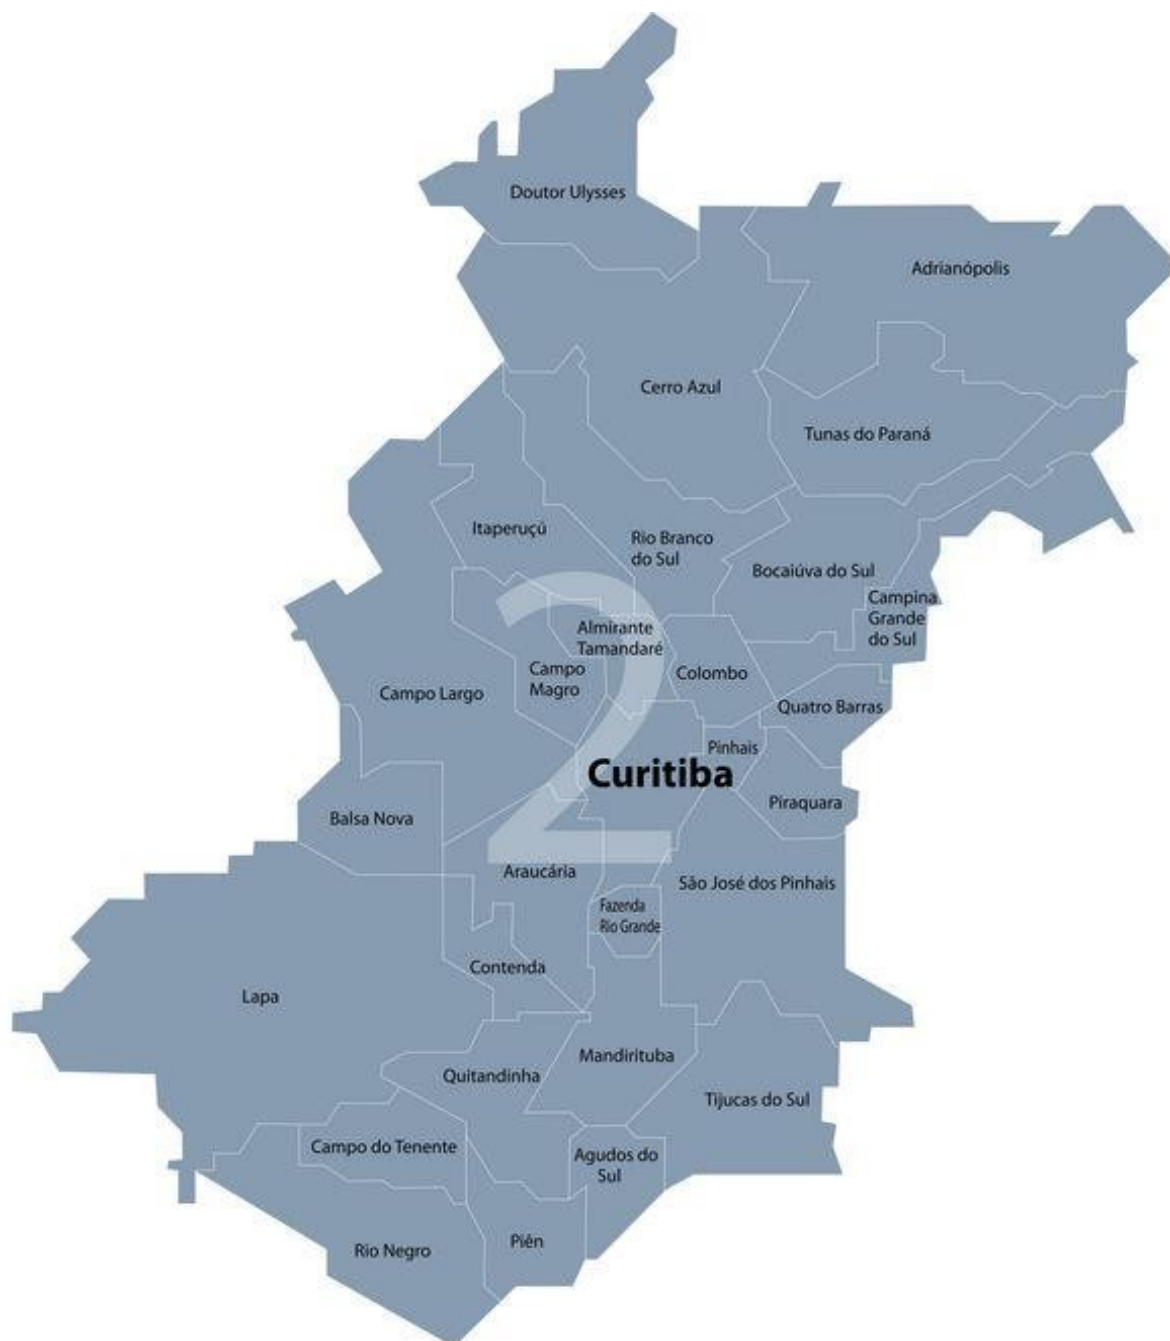 Doutor Ulysses
Adrianópolis
Cerro Azul
Tunas do Paraná
Itaperuçú
Rio Branco
do Sul
Bocaiúva do Sul
Campina
Grande
do Sul
Almirante
Tamandaré
Campo
Magro
Colombo
Campo Largo
Quatro Barras
2
Pinhais
Curitiba
Piraquara
Balsa Nova
Araucária
São José dos Pinhais
Fazenda
Rio Grande
Contenda
Lapa
Mandirituba
Quitandinha
Tijucas do Sul
Campo do Tenente
Agudos do
Sul
Piên
Rio Negro